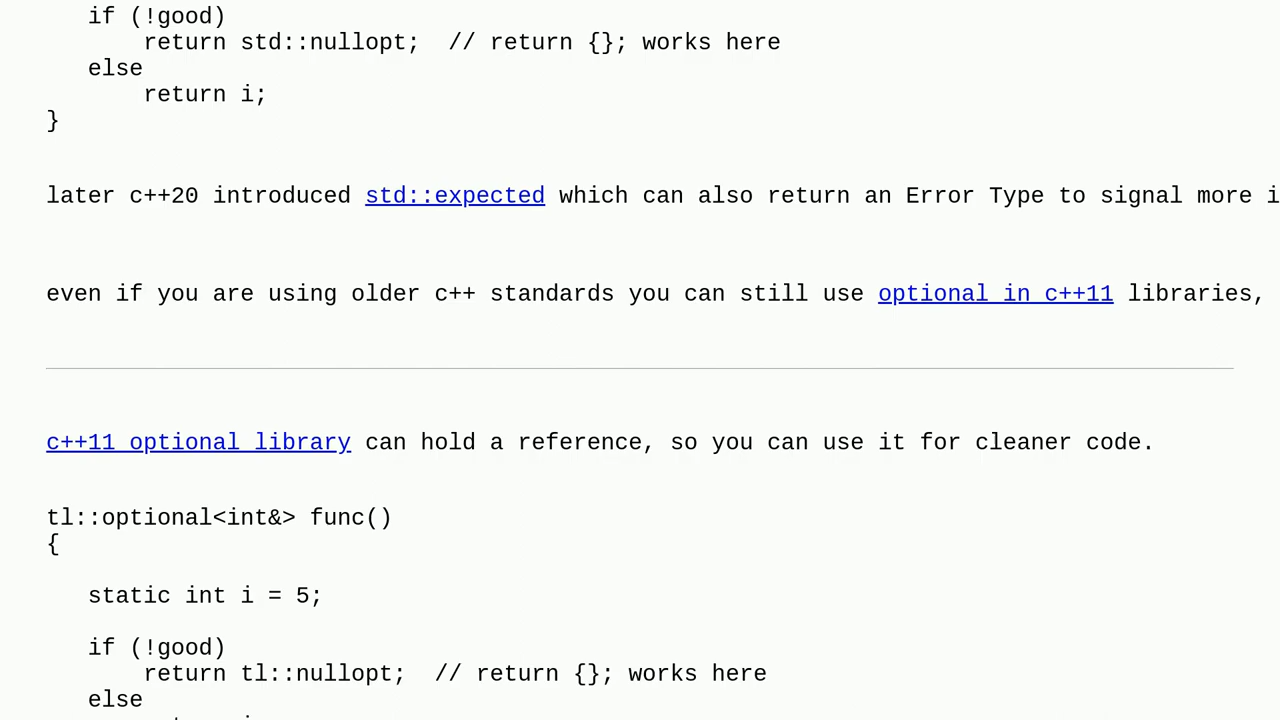 if (!good)
return std::nullopt;  // return {}; works here
else
return i;
}
later c++20 introduced std::expected which can also return an Error Type to signal more i
even if you are using older c++ standards you can still use optional in c++11 libraries,
c++11 optional library can hold a reference, so you can use it for cleaner code.
tl::optional<int&> func()
{
static int i = 5;
if (!good)
return tl::nullopt;  // return {}; works here
else